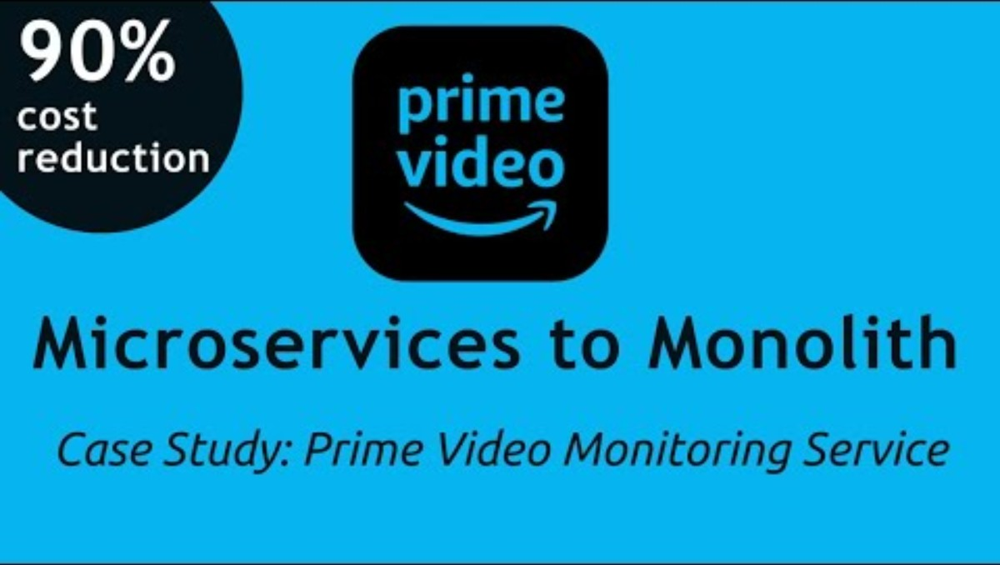 90%
cost
reduction
prime
video
Microservices to Monolith
Case Study: Prime Video Monitoring Service